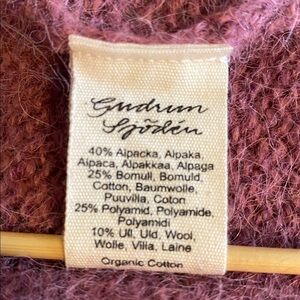 Gudrun
Sjödén
40% Alpacka, Alpaka,
Alpaca, Alpakkaa, Alpaga
25% Bomull, Bomuld,
Cotton, Baumwolle,
Puuvilla, Coton
25% Polyamid, Polyamide,
Polyamid
10% Ull, Uld, Wool,
Wolle, Villa, Laine
Organic Cotton